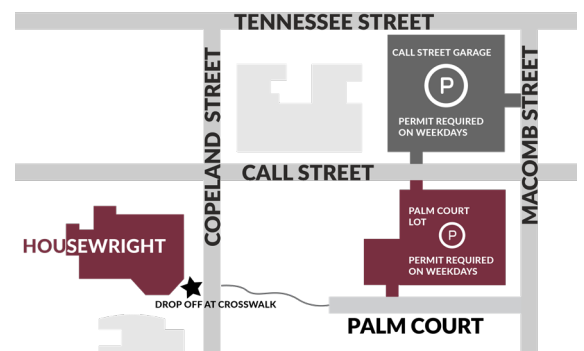 TENNESSEE STREET
CALL STREET GARAGE
P
PERMIT REQUIRED
ON WEEKDAYS
COPELAND STREET
MACOMB STREET
CALL STREET
PALM COURT
LOT
P
PERMIT REQUIRED
ON WEEKDAYS
HOUSEWRIGHT
DROP OFF AT CROSSWALK
PALM COURT